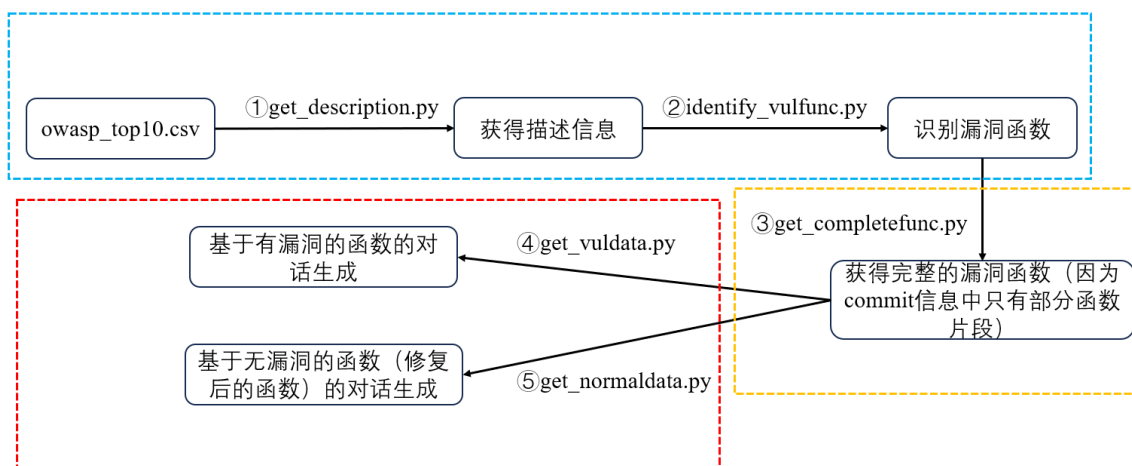 ①get_description.py
②identify_vulfunc.py
owasp_top10.csv
获得描述信息
识别漏洞函数
③get_completefunc.py
④get_vuldata.py
基于有漏洞的函数的对
话生成
获得完整的漏洞函数（因为
commit信息中只有部分函数
片段）
基于无漏洞的函数（修复
后的函数）的对话生成
⑤get_normaldata.py